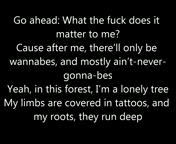 Go ahead: What the fuck does it
matter to me?
Cause after me, there'll only be
wannabes, and mostly ain't-never-
gonna-bes
Yeah, in this forest, I'm a lonely tree
My limbs are covered in tattoos, and
my roots, they run deep